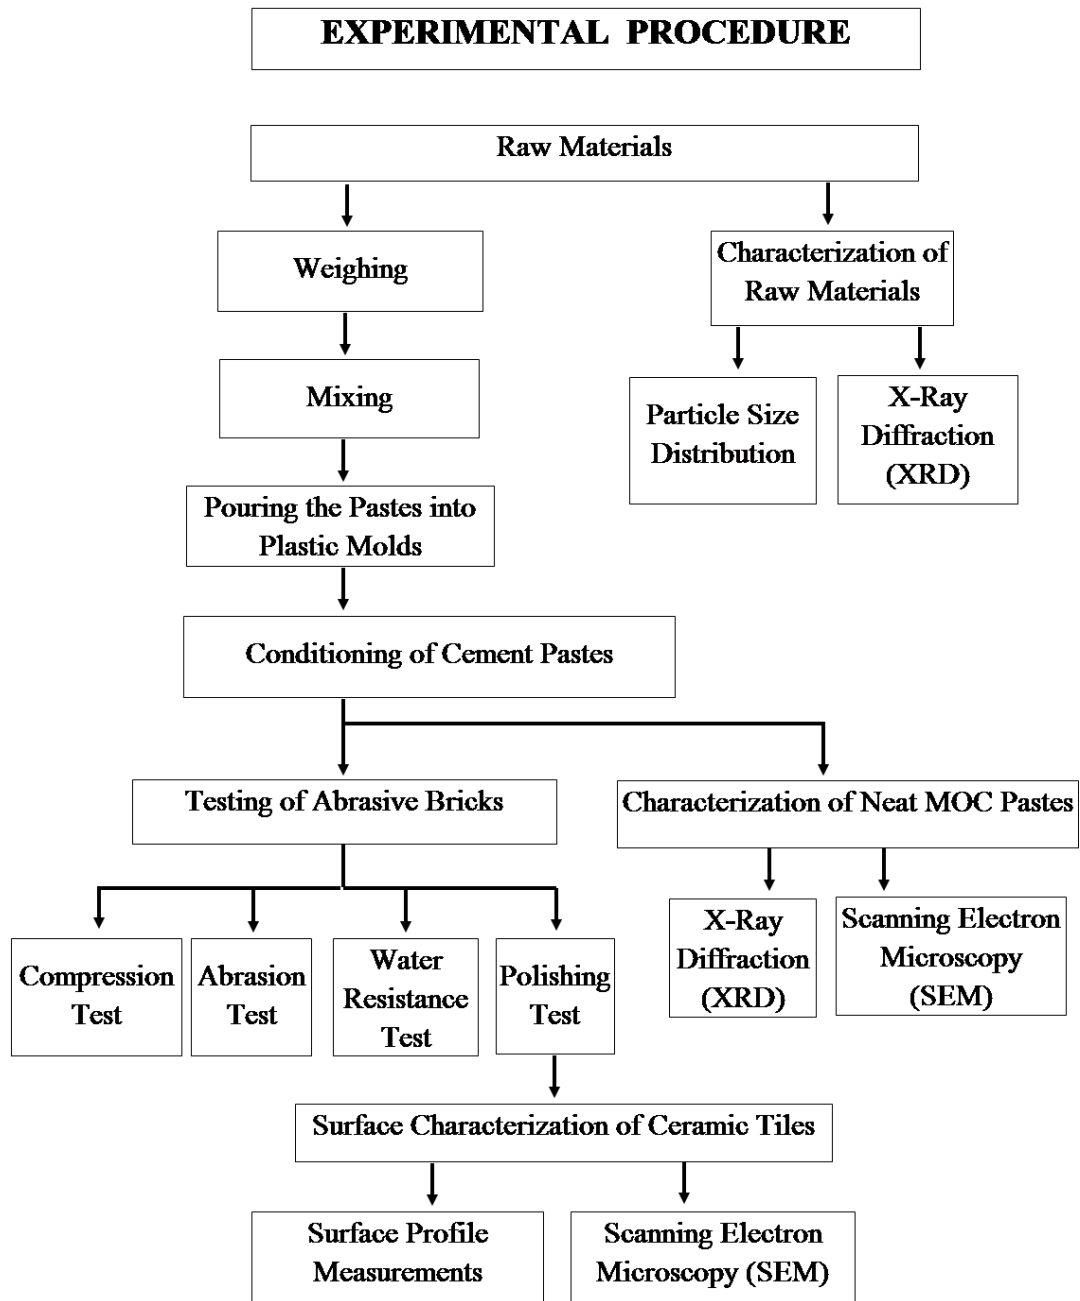 EXPERIMENTAL PROCEDURE
Raw Materials
Weighing
Characterization of
Raw Materials
Mixing
Particle Size
Distribution
X-Ray
Diffraction
(XRD)
Pouring the Pastes into
Plastic Molds
Conditioning of Cement Pastes
Testing of Abrasive Bricks
Characterization of Neat MOC Pastes
Compression
Test
Abrasion
Test
Water
Resistance
Test
Polishing
Test
X-Ray
Diffraction
(XRD)
Scanning Electron
Microscopy
(SEM)
Surface Characterization of Ceramic Tiles
Surface Profile
Measurements
Scanning Electron
Microscopy (SEM)